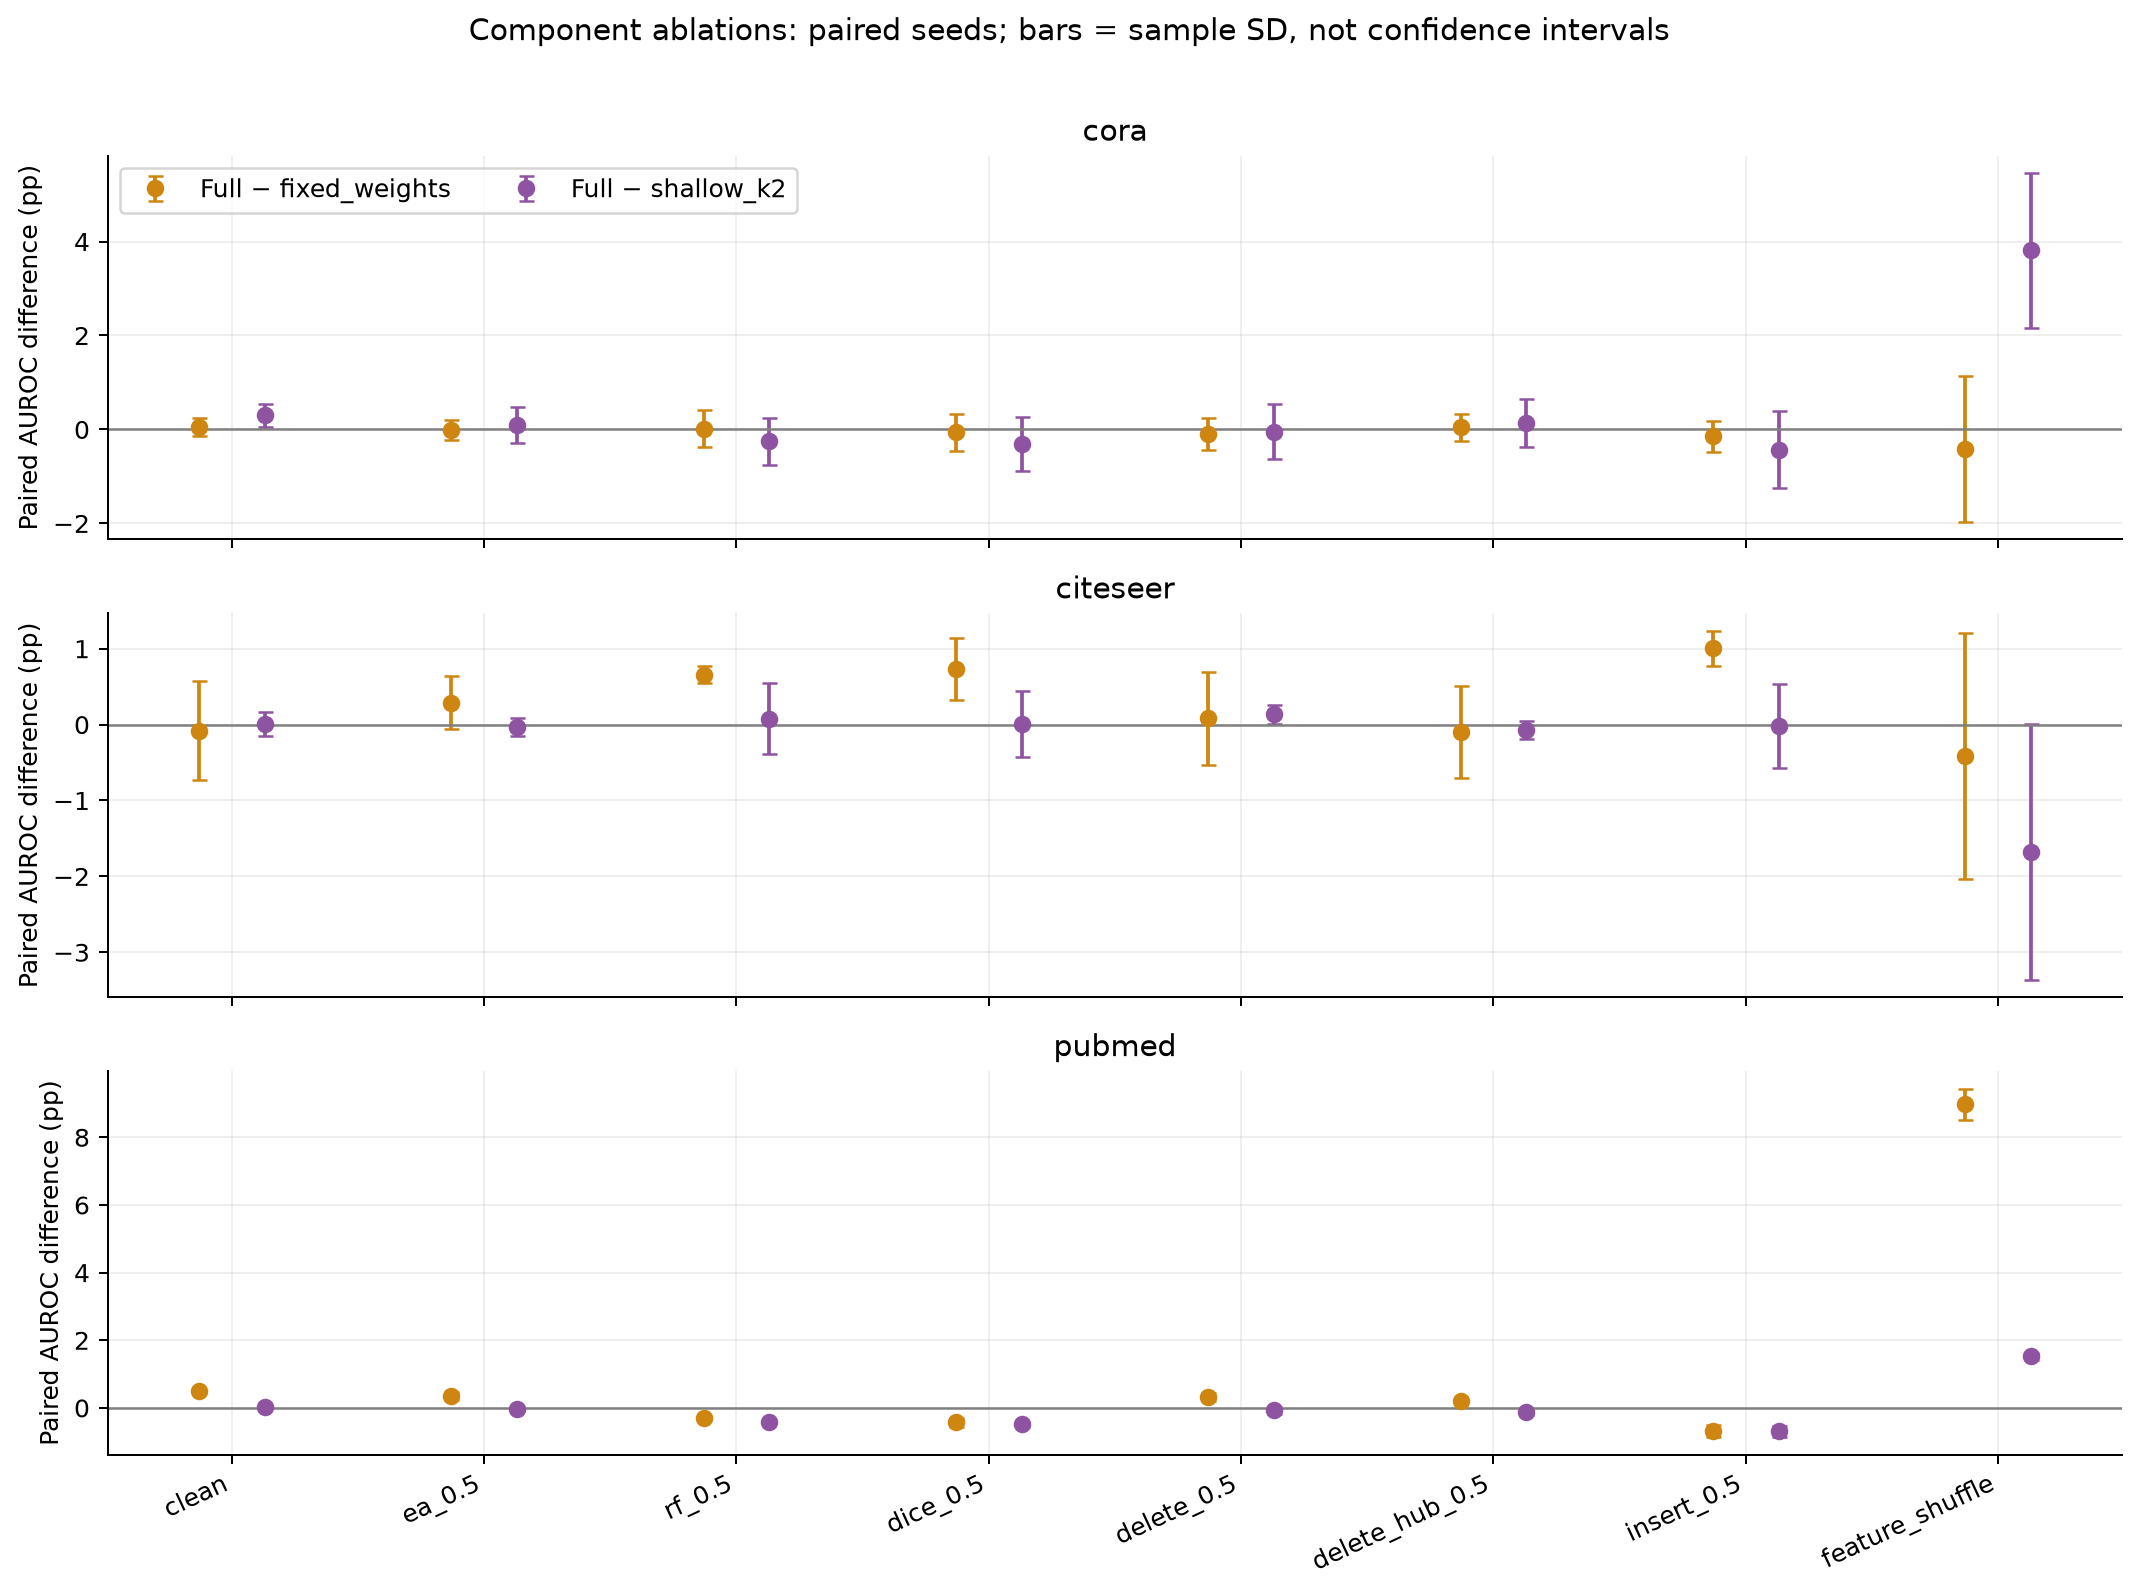 Component ablations: paired seeds; bars = sample SD, not confidence intervals
cora
Full − fixed_weights
Full − shallow_k2
Paired AUROC difference (pp)
4
2
0
−2
citeseer
Paired AUROC difference (pp)
1
0
−1
−2
−3
pubmed
Paired AUROC difference (pp)
8
6
4
2
0
clean
ea_0.5
rf_0.5
dice_0.5
delete_0.5
delete_hub_0.5
insert_0.5
feature_shuffle